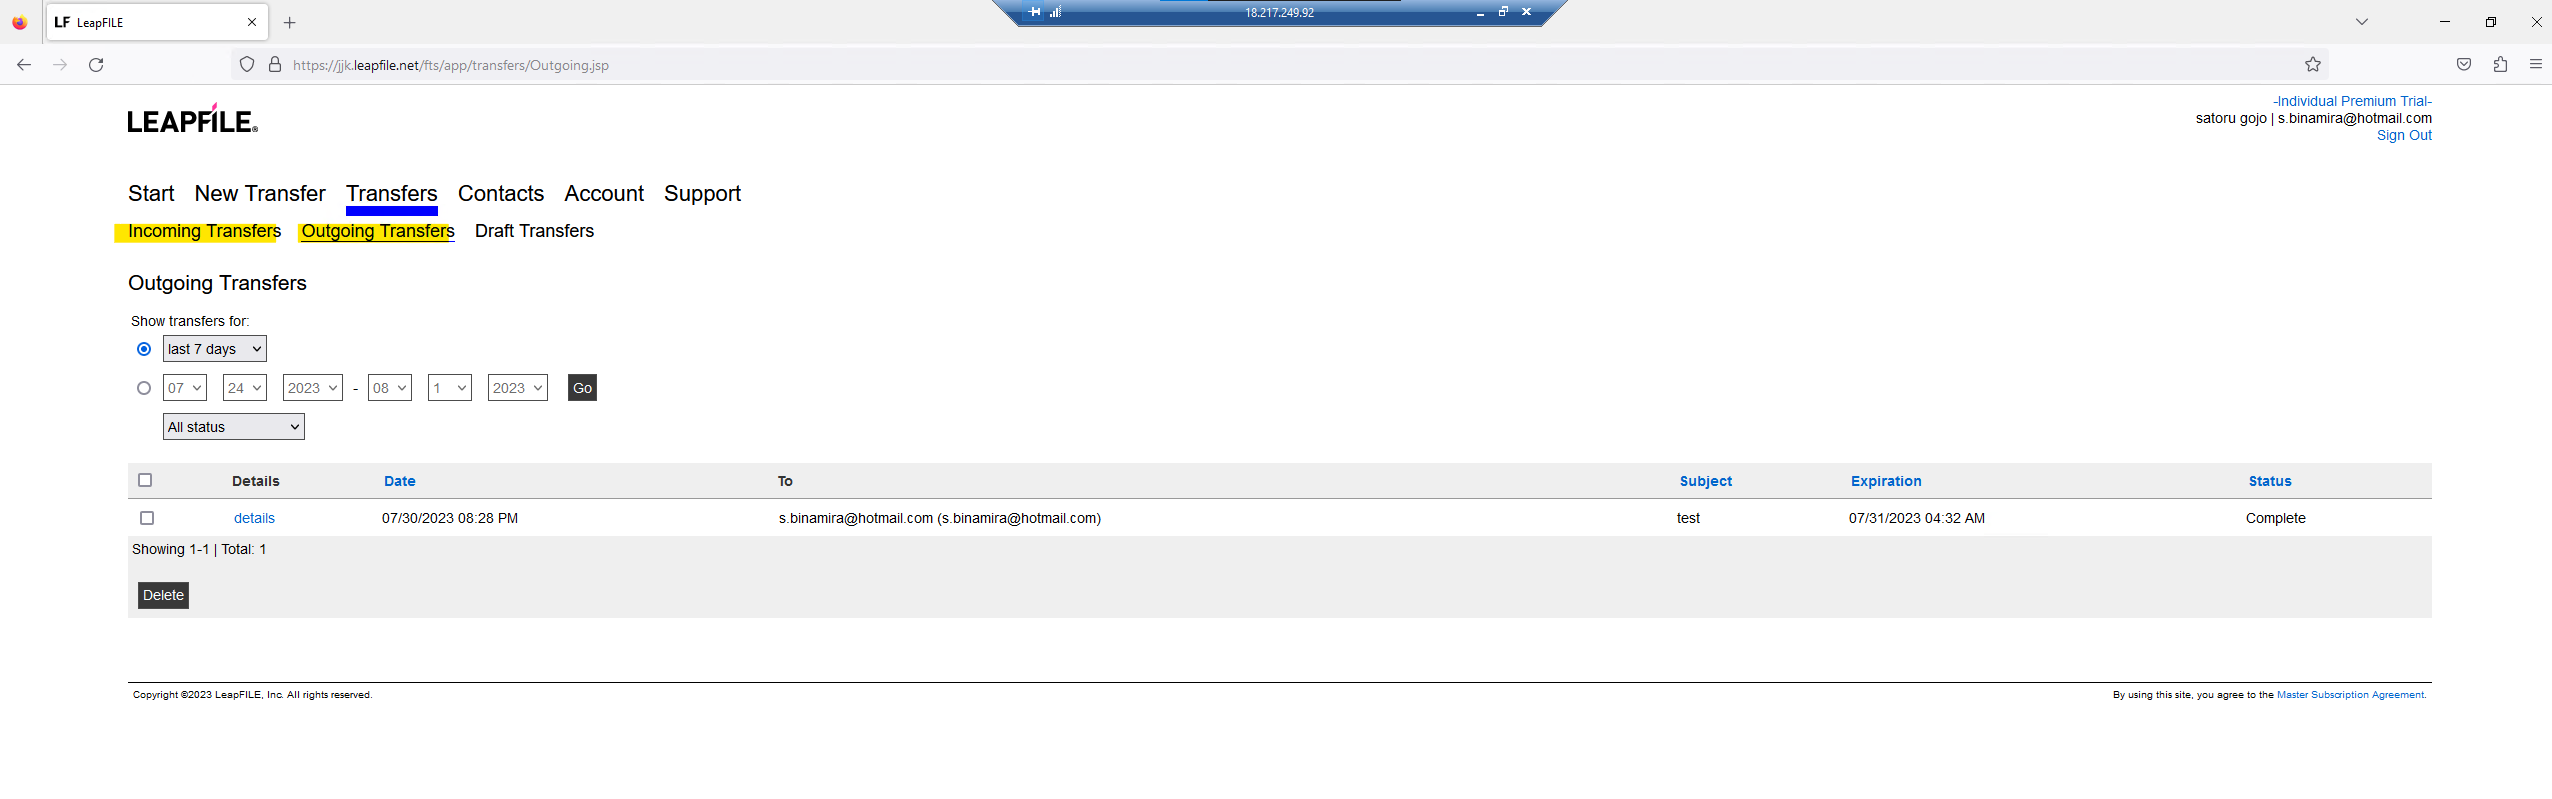 LF LeapFILE
18.217.249.92
https://jjk.leapfile.net/fts/app/transfers/Outgoing.jsp
LEAPFILE®
-Individual Premium Trial-
satoru gojo | s.binamira@hotmail.com
Sign Out
Start New Transfer Transfers Contacts Account Support
Incoming Transfers Outgoing Transfers Draft Transfers
Outgoing Transfers
Show transfers for:
last 7 days
07 24 2023 - 08 1 2023 Go
All status
Details Date To Subject Expiration Status
details 07/30/2023 08:28 PM s.binamira@hotmail.com (s.binamira@hotmail.com) test 07/31/2023 04:32 AM Complete
Showing 1-1 | Total: 1
Delete
Copyright ©2023 LeapFILE, Inc. All rights reserved. By using this site, you agree to the Master Subscription Agreement.